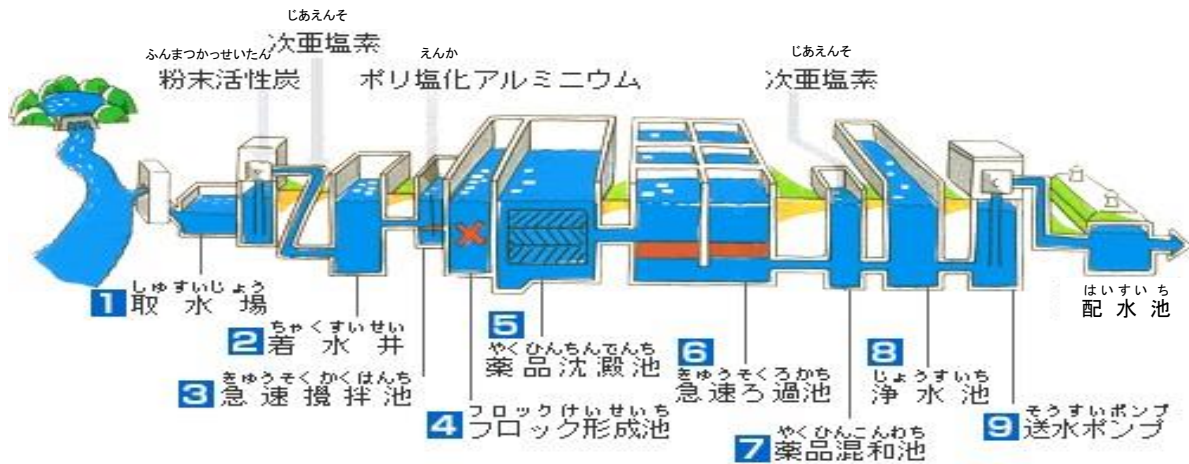 じあえんそ
次亜塩素
ふんまつかっせいたん
粉末活性炭
えんか
ポリ塩化アルミニウム
じあえんそ
次亜塩素
しゅすいじょう
1 取水場
ちゃくすいせい
2 着水井
きゅうそくかくはんち
3 急速攪拌池
フロックけいせいち
4 フロック形成池
5
やくひんちんでんち
薬品沈澱池
6
きゅうそくろかち
急速ろ過池
やくひんこんわち
7 薬品混和池
8
じょうすいち
浄水池
そうすいポンプ
9 送水ポンプ
はいすいち
配水池